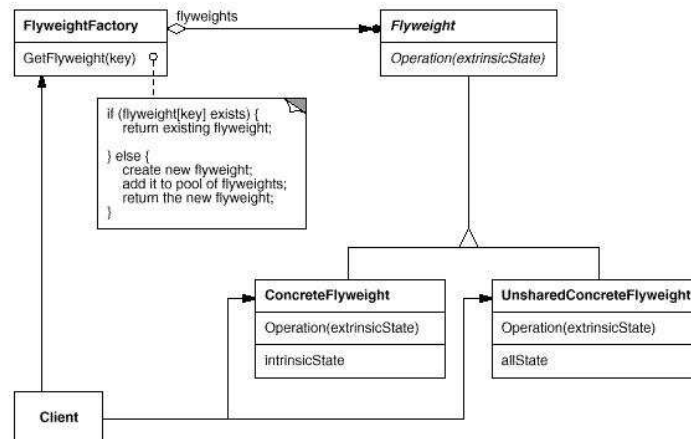 FlyweightFactory
flyweights
Flyweight
GetFlyweight(key)
Operation(extrinsicState)
if (flyweight[key] exists) {
return existing flyweight;
} else {
create new flyweight;
add it to pool of flyweights;
return the new flyweight;
}
ConcreteFlyweight
UnsharedConcreteFlyweight
Operation(extrinsicState)
Operation(extrinsicState)
intrinsicState
allState
Client